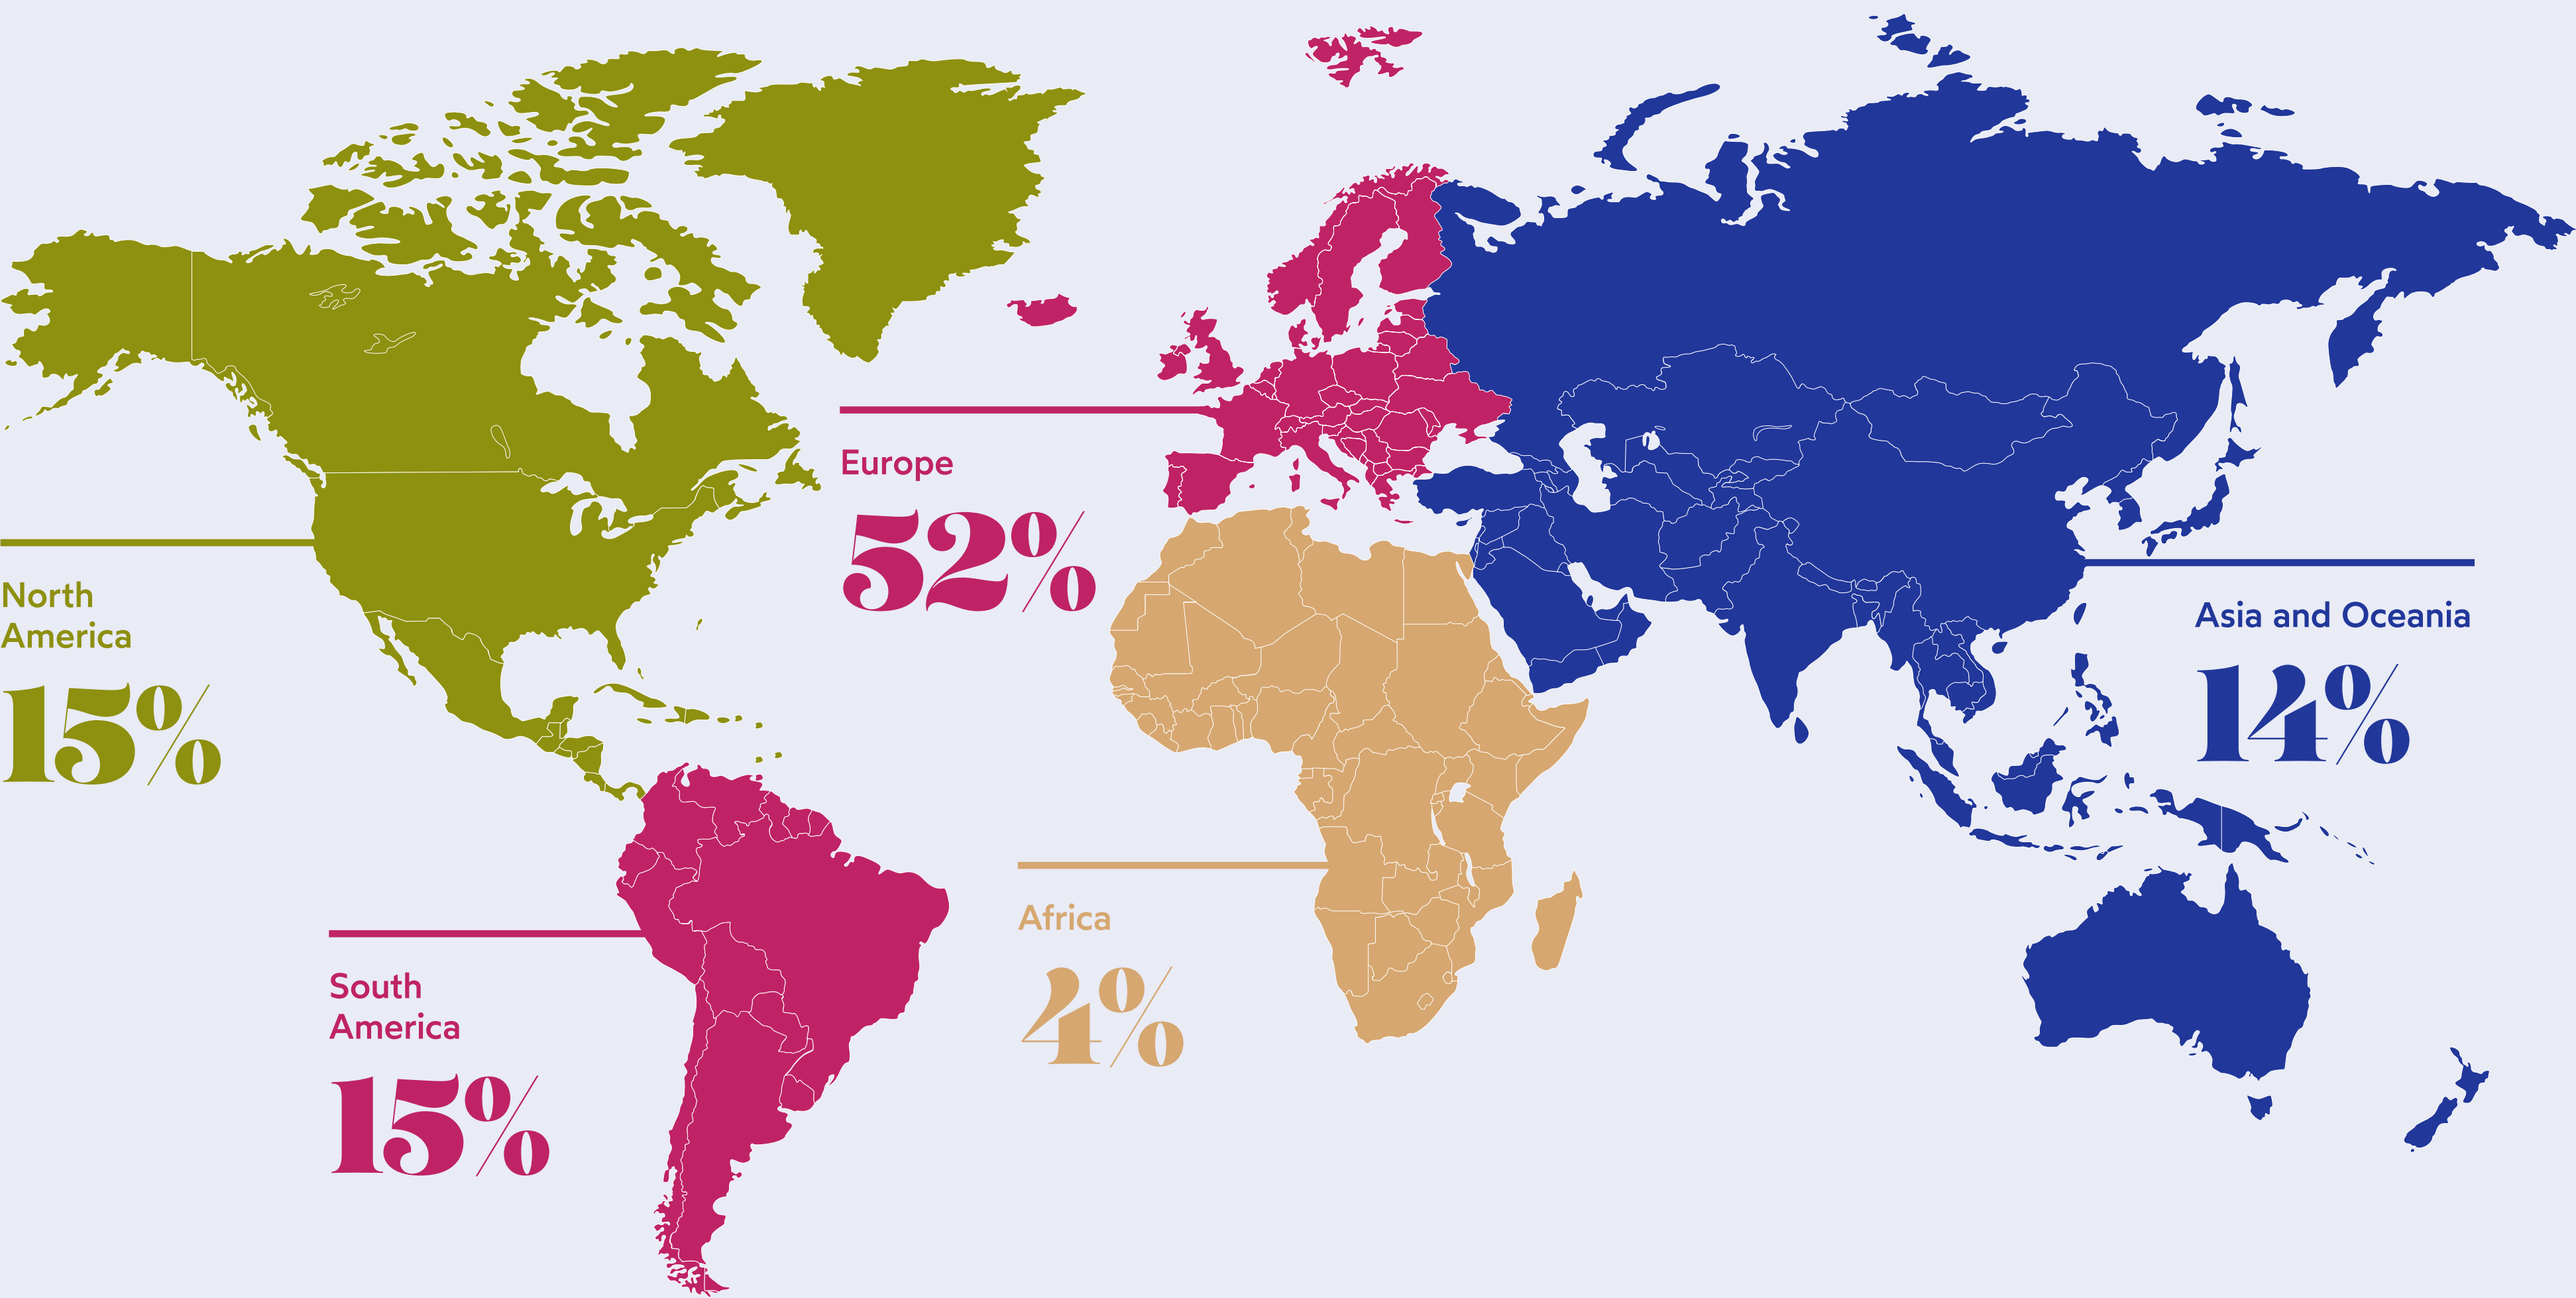 Europe
52%
North
America
15%
Asia and Oceania
14%
Africa
4%
South
America
15%